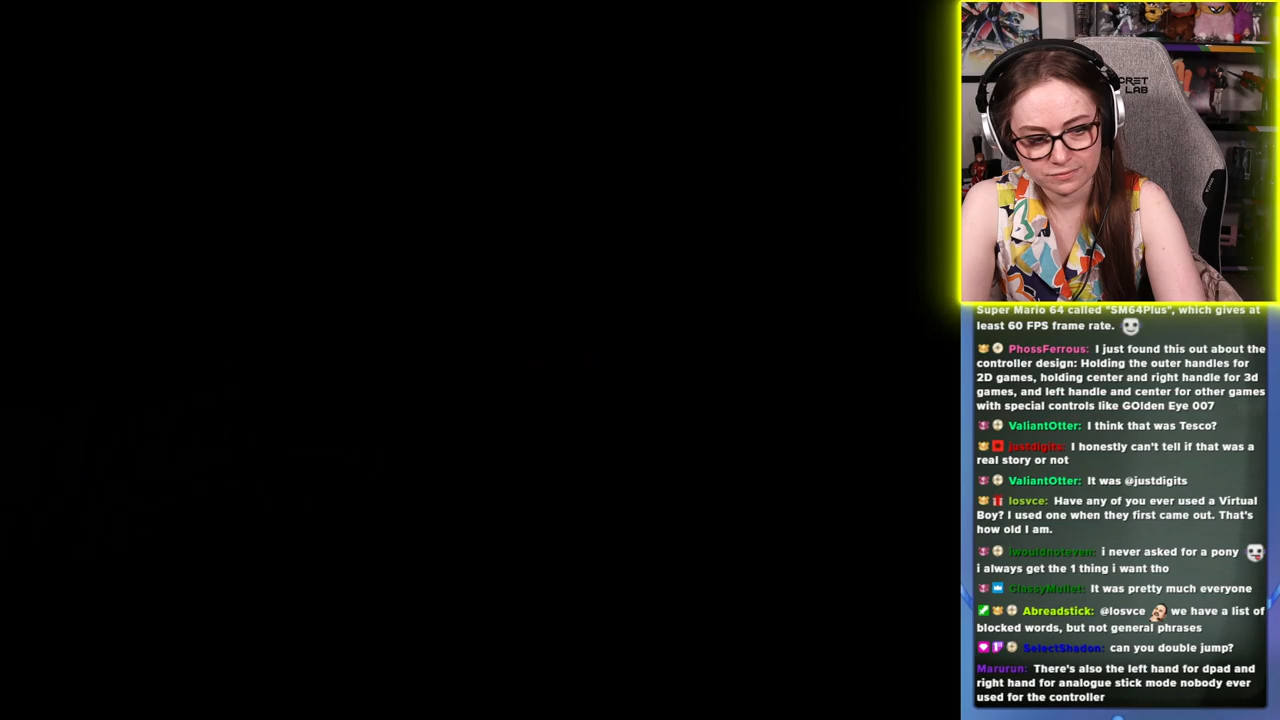 CRET
LAB
Super Mario 64 called "SM64Plus", which gives at
least 60 FPS frame rate.
PhossFerrous: I just found this out about the
controller design: Holding the outer handles for
2D games, holding center and right handle for 3d
games, and left handle and center for other games
with special controls like GOlden Eye 007
ValiantOtter: I think that was Tesco?
justdigits: I honestly can't tell if that was a
real story or not
ValiantOtter: It was @justdigits
losvce: Have any of you ever used a Virtual
Boy? I used one when they first came out. That's
how old I am.
iwouldnoteven: i never asked for a pony
i always get the 1 thing i want tho
ClassyMullet: It was pretty much everyone
Abreadstick: @losvce we have a list of
blocked words, but not general phrases
SelectShadon: can you double jump?
Marurun: There's also the left hand for dpad and
right hand for analogue stick mode nobody ever
used for the controller